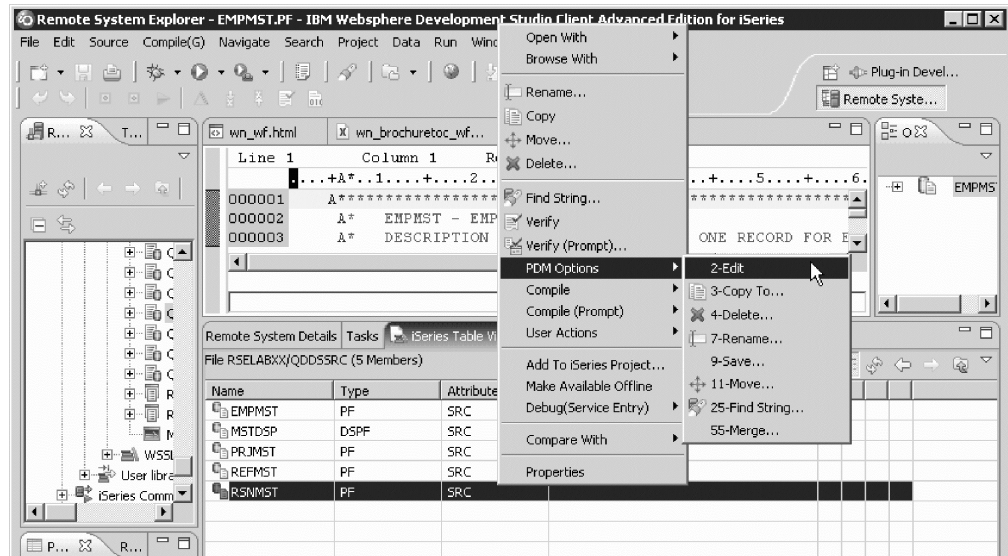 Remote System Explorer - EMPMST.PF - IBM Websphere Development Studio Client Advanced Edition for iSeries
File Edit Source Compile(G) Navigate Search Project Data Run
Plug-in Devel...
Remote Syste...
R... T...
wn_wf.html wn_brochuretoc_wf...
Line 1 Column 1
....+A*..1....+....2..
..+....5....+....6.
000001 A*****************
000002 A* EMPMST - EMP
000003 A* DESCRIPTION ONE RECORD FOR E
EMPMS
Open With
Browse With
Rename...
Copy
Move...
Delete...
Find String...
Verify
Verify (Prompt)...
PDM Options
Compile
Compile (Prompt)
User Actions
Add To iSeries Project...
Make Available Offline
Debug(Service Entry)
Compare With
Properties
2-Edit
3-Copy To...
4-Delete...
7-Rename...
9-Save...
11-Move...
25-Find String...
55-Merge...
Q
Q
Q
Q
Q
Q
R
R
M
WSSL
User libra
iSeries Comm
Remote System Details Tasks iSeries Table Vi
File RSELABXX/QDDSSRC (5 Members)
Name Type Attribute
EMPMST PF SRC
MSTDSP DSPF SRC
PRJMST PF SRC
REFMST PF SRC
RSNMST PF SRC
P... R...